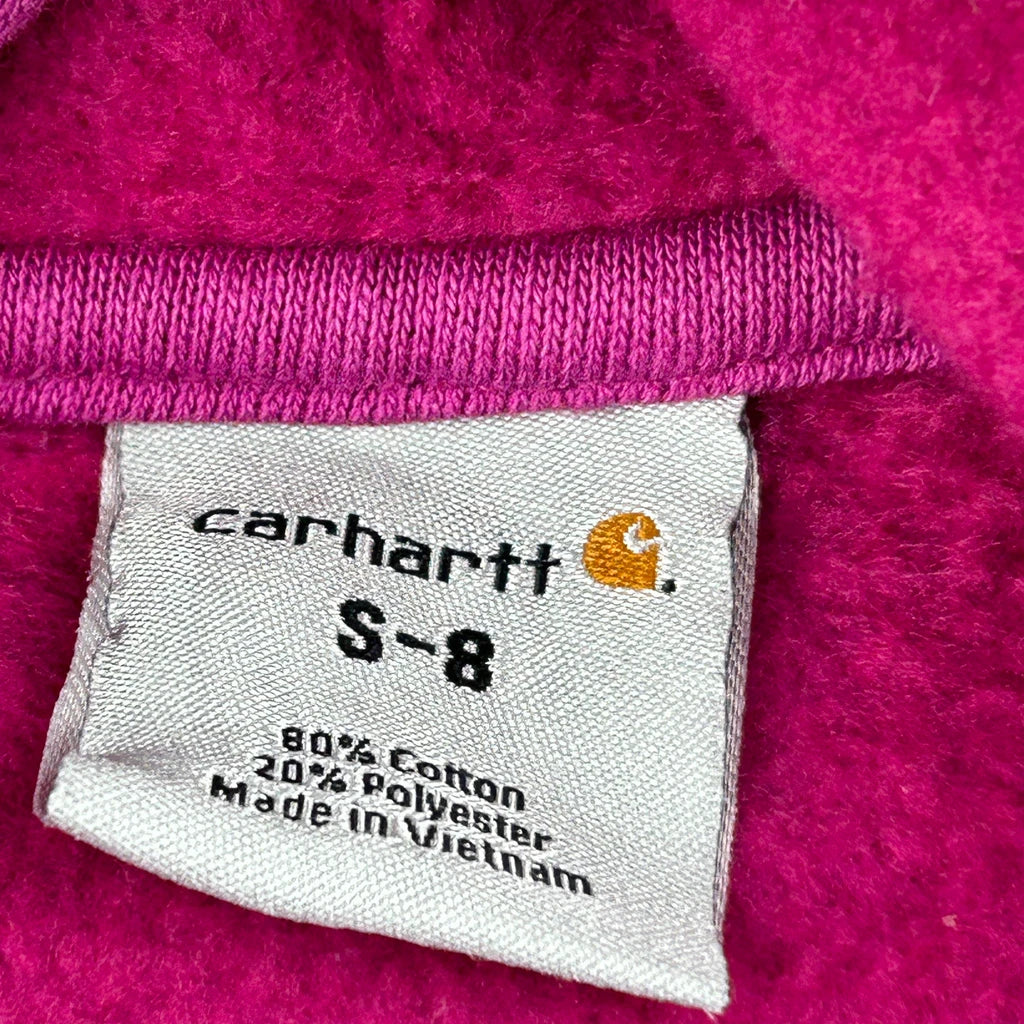 carhartt.
S-8
80% Cotton
20% Polyester
Made in Vietnam